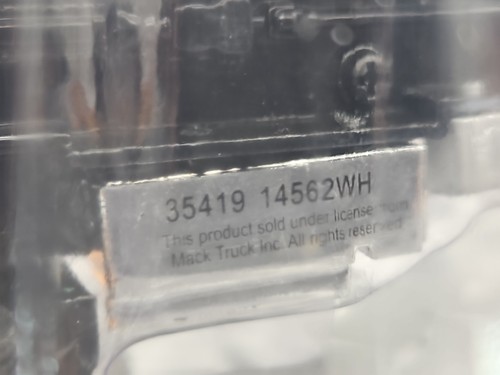 35419 14562WH
This product sold under license from
Mack Truck Inc. All rights reserved